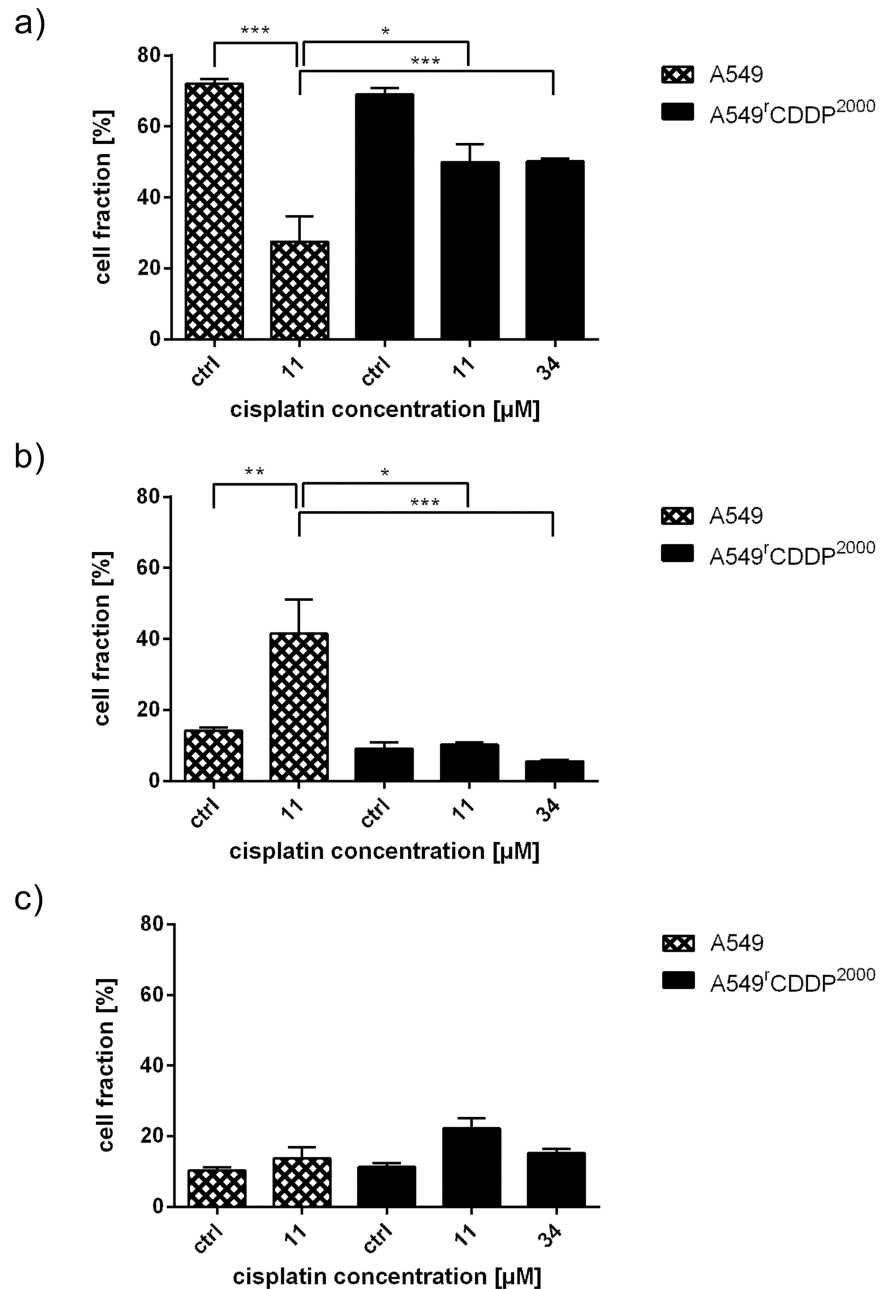 a)
*** *
***
80
60
40
20
0
cell fraction [%]
ctrl 11 ctrl 11 34
cisplatin concentration [µM]
A549
A549ʳCDDP²⁰⁰⁰
b)
** *
***
80
60
40
20
0
cell fraction [%]
ctrl 11 ctrl 11 34
cisplatin concentration [µM]
A549
A549ʳCDDP²⁰⁰⁰
c)
80
60
40
20
0
cell fraction [%]
ctrl 11 ctrl 11 34
cisplatin concentration [µM]
A549
A549ʳCDDP²⁰⁰⁰